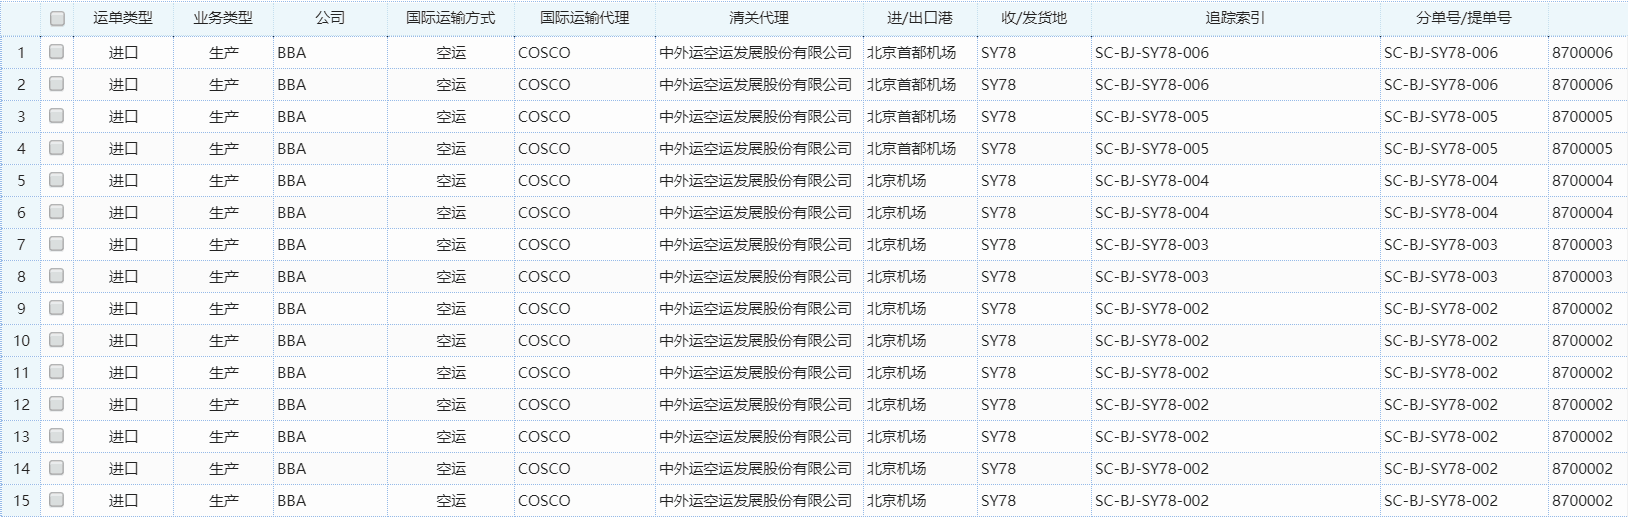 运单类型 业务类型 公司 国际运输方式 国际运输代理 清关代理 进/出口港 收/发货地 追踪索引 分单号/提单号
1 进口 生产 BBA 空运 COSCO 中外运空运发展股份有限公司 北京首都机场 SY78 SC-BJ-SY78-006 SC-BJ-SY78-006 8700006
2 进口 生产 BBA 空运 COSCO 中外运空运发展股份有限公司 北京首都机场 SY78 SC-BJ-SY78-006 SC-BJ-SY78-006 8700006
3 进口 生产 BBA 空运 COSCO 中外运空运发展股份有限公司 北京首都机场 SY78 SC-BJ-SY78-005 SC-BJ-SY78-005 8700005
4 进口 生产 BBA 空运 COSCO 中外运空运发展股份有限公司 北京首都机场 SY78 SC-BJ-SY78-005 SC-BJ-SY78-005 8700005
5 进口 生产 BBA 空运 COSCO 中外运空运发展股份有限公司 北京机场 SY78 SC-BJ-SY78-004 SC-BJ-SY78-004 8700004
6 进口 生产 BBA 空运 COSCO 中外运空运发展股份有限公司 北京机场 SY78 SC-BJ-SY78-004 SC-BJ-SY78-004 8700004
7 进口 生产 BBA 空运 COSCO 中外运空运发展股份有限公司 北京机场 SY78 SC-BJ-SY78-003 SC-BJ-SY78-003 8700003
8 进口 生产 BBA 空运 COSCO 中外运空运发展股份有限公司 北京机场 SY78 SC-BJ-SY78-003 SC-BJ-SY78-003 8700003
9 进口 生产 BBA 空运 COSCO 中外运空运发展股份有限公司 北京机场 SY78 SC-BJ-SY78-002 SC-BJ-SY78-002 8700002
10 进口 生产 BBA 空运 COSCO 中外运空运发展股份有限公司 北京机场 SY78 SC-BJ-SY78-002 SC-BJ-SY78-002 8700002
11 进口 生产 BBA 空运 COSCO 中外运空运发展股份有限公司 北京机场 SY78 SC-BJ-SY78-002 SC-BJ-SY78-002 8700002
12 进口 生产 BBA 空运 COSCO 中外运空运发展股份有限公司 北京机场 SY78 SC-BJ-SY78-002 SC-BJ-SY78-002 8700002
13 进口 生产 BBA 空运 COSCO 中外运空运发展股份有限公司 北京机场 SY78 SC-BJ-SY78-002 SC-BJ-SY78-002 8700002
14 进口 生产 BBA 空运 COSCO 中外运空运发展股份有限公司 北京机场 SY78 SC-BJ-SY78-002 SC-BJ-SY78-002 8700002
15 进口 生产 BBA 空运 COSCO 中外运空运发展股份有限公司 北京机场 SY78 SC-BJ-SY78-002 SC-BJ-SY78-002 8700002